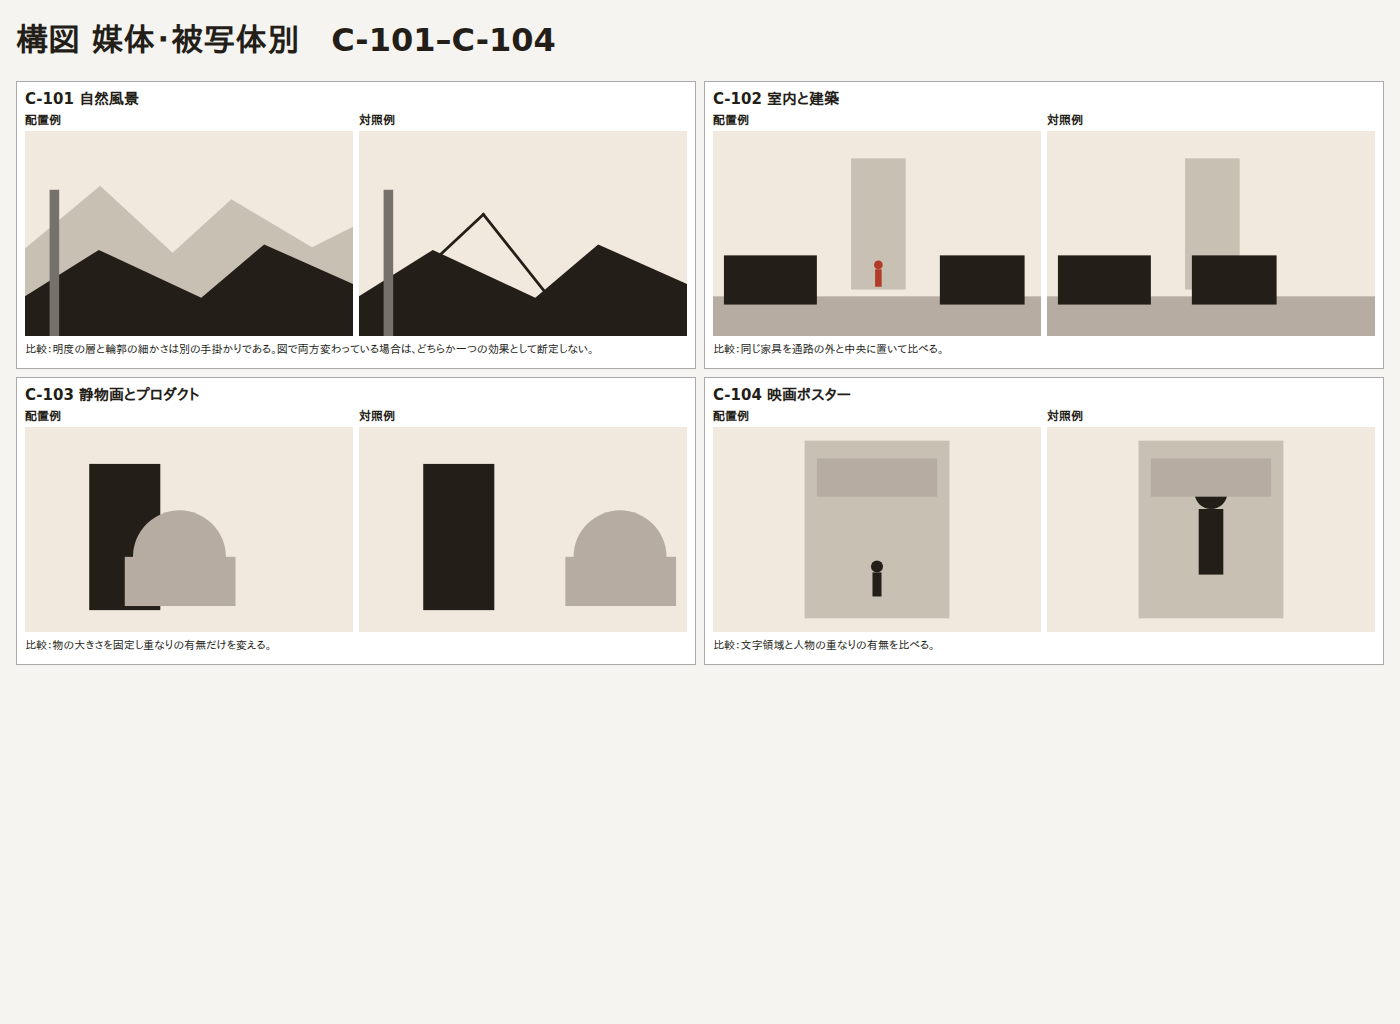 構図 媒体・被写体別　C-101–C-104
C-101 自然風景
配置例
対照例
比較：明度の層と輪郭の細かさは別の手掛かりである。図で両方変わっている場合は、どちらか一つの効果として断定しない。
C-102 室内と建築
配置例
対照例
比較：同じ家具を通路の外と中央に置いて比べる。
C-103 静物画とプロダクト
配置例
対照例
比較：物の大きさを固定し重なりの有無だけを変える。
C-104 映画ポスター
配置例
対照例
比較：文字領域と人物の重なりの有無を比べる。